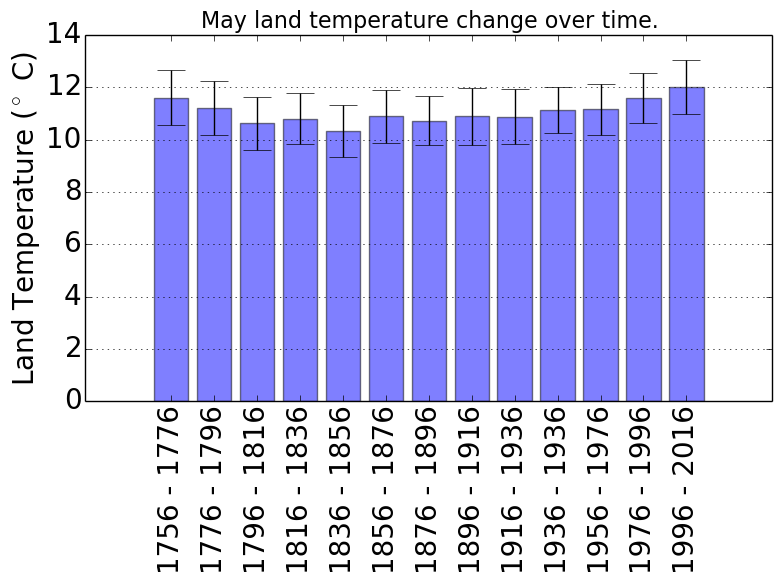 May land temperature change over time.
Land Temperature (° C)
14
12
10
8
6
4
2
0
1756 - 1776
1776 - 1796
1796 - 1816
1816 - 1836
1836 - 1856
1856 - 1876
1876 - 1896
1896 - 1916
1916 - 1936
1936 - 1936
1956 - 1976
1976 - 1996
1996 - 2016